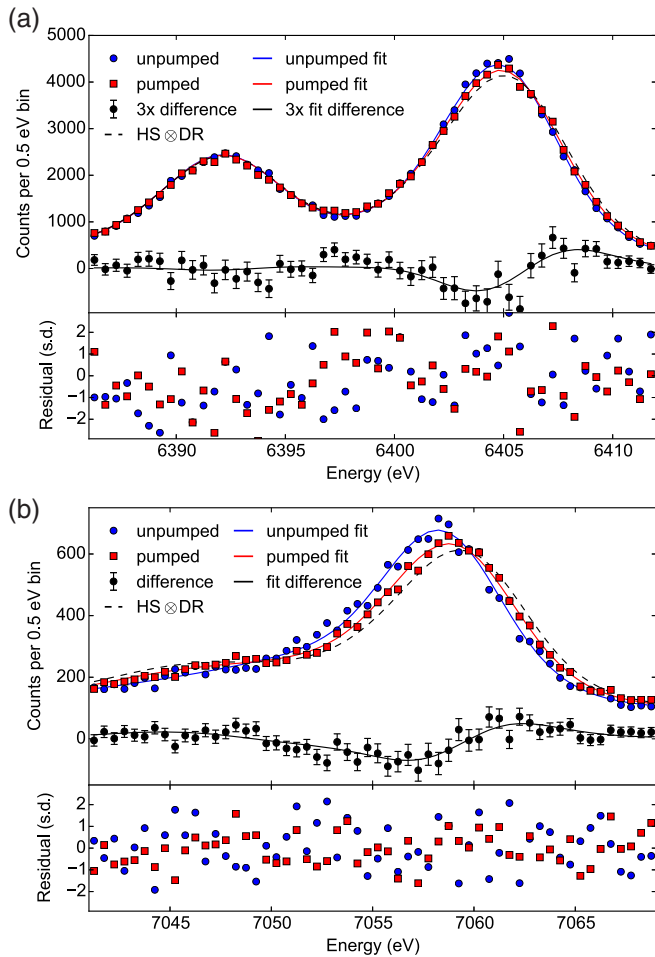 (a)
5000
4000
3000
2000
1000
0
Counts per 0.5 eV bin
unpumped
pumped
3x difference
HS ⊗DR
unpumped fit
pumped fit
3x fit difference
2
1
0
−1
−2
Residual (s.d.)
6390 6395 6400 6405 6410
Energy (eV)
(b)
600
400
200
0
Counts per 0.5 eV bin
unpumped
pumped
difference
HS ⊗DR
unpumped fit
pumped fit
fit difference
2
1
0
−1
−2
Residual (s.d.)
7045 7050 7055 7060 7065
Energy (eV)